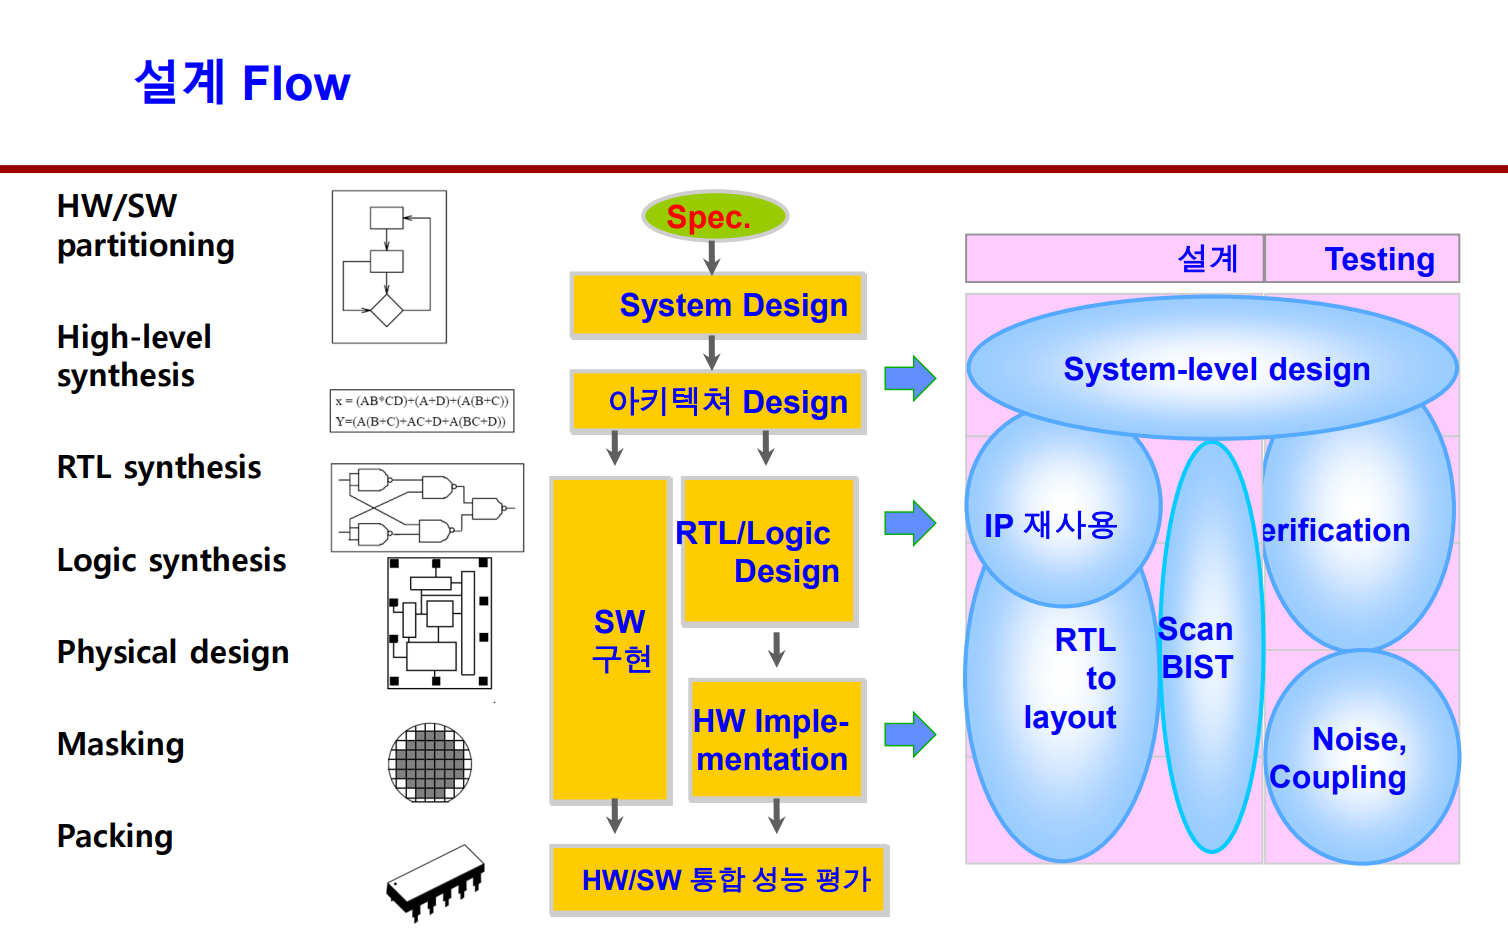 설계 Flow
HW/SW
partitioning
High-level
synthesis
RTL synthesis
Logic synthesis
Physical design
Masking
Packing
x = (AB*CD)+(A+D)+(A(B+C))
Y=(A(B+C)+AC+D+A(BC+D))
Spec.
System Design
아키텍쳐 Design
SW
구현
RTL/Logic
Design
HW Imple-
mentation
HW/SW 통합 성능 평가
설계
Testing
System-level design
IP 재사용
erification
RTL
to
layout
Scan
BIST
Noise,
Coupling